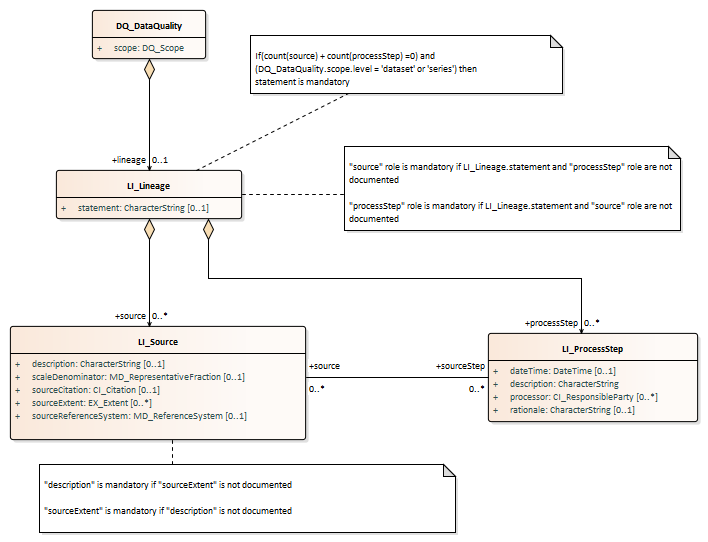 DQ_DataQuality
+ scope: DQ_Scope
If(count(source) + count(processStep) =0) and
(DQ_DataQuality.scope.level = 'dataset' or 'series') then
statement is mandatory
+lineage 0..1
LI_Lineage
+ statement: CharacterString [0..1]
"source" role is mandatory if LI_Lineage.statement and "processStep" role are not
documented
"processStep" role is mandatory if LI_Lineage.statement and "source" role are not
documented
+source 0..*
+processStep 0..*
LI_Source
+ description: CharacterString [0..1]
+ scaleDenominator: MD_RepresentativeFraction [0..1]
+ sourceCitation: CI_Citation [0..1]
+ sourceExtent: EX_Extent [0..*]
+ sourceReferenceSystem: MD_ReferenceSystem [0..1]
+source
0..*
+sourceStep
0..*
LI_ProcessStep
+ dateTime: DateTime [0..1]
+ description: CharacterString
+ processor: CI_ResponsibleParty [0..*]
+ rationale: CharacterString [0..1]
"description" is mandatory if "sourceExtent" is not documented
"sourceExtent" is mandatory if "description" is not documented